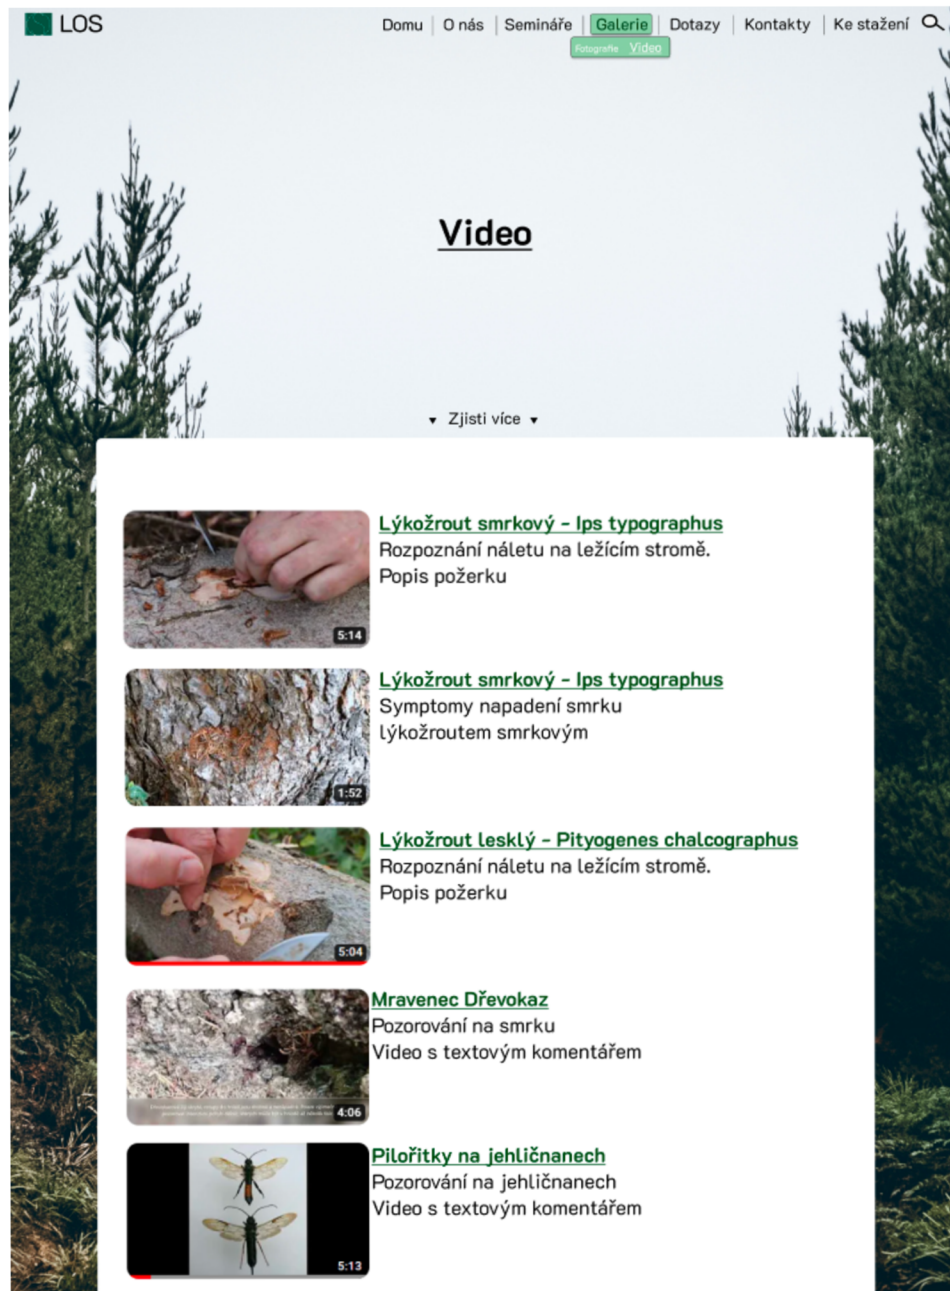 LOS
Domu O nás Semináře Galerie Dotazy Kontakty Ke stažení
Fotografie Video
Video
▼ Zjisti více ▼
Lýkožrout smrkový - Ips typographus
Rozpoznání náletu na ležícím stromě.
Popis požerku
5:14
Lýkožrout smrkový - Ips typographus
Symptomy napadení smrku
lýkožroutem smrkovým
1:52
Lýkožrout lesklý - Pityogenes chalcographus
Rozpoznání náletu na ležícím stromě.
Popis požerku
5:04
Mravenec Dřevokaz
Pozorování na smrku
Video s textovým komentářem
4:06
Pilořitky na jehličnanech
Pozorování na jehličnanech
Video s textovým komentářem
5:13